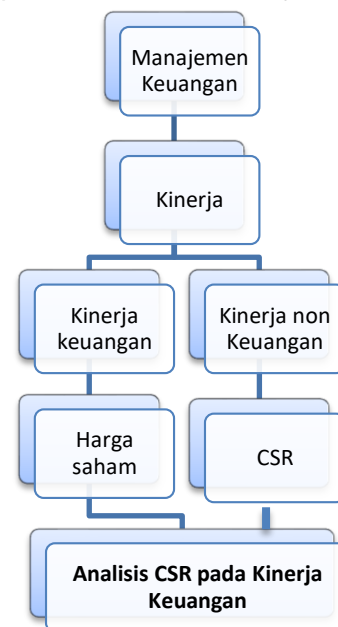 Manajemen
Keuangan
Kinerja
Kinerja
keuangan
Kinerja non
Keuangan
Harga
saham
CSR
Analisis CSR pada Kinerja
Keuangan